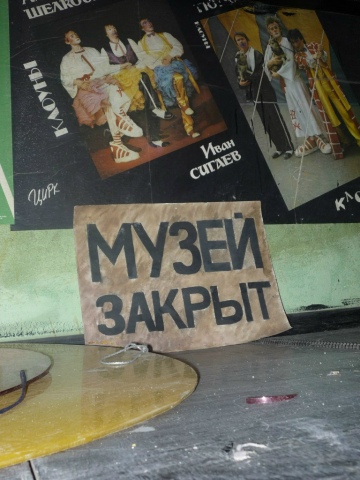 КЛОУНЫ
Иван
Сигаев
Цирк
МУЗЕЙ
ЗАКРЫТ